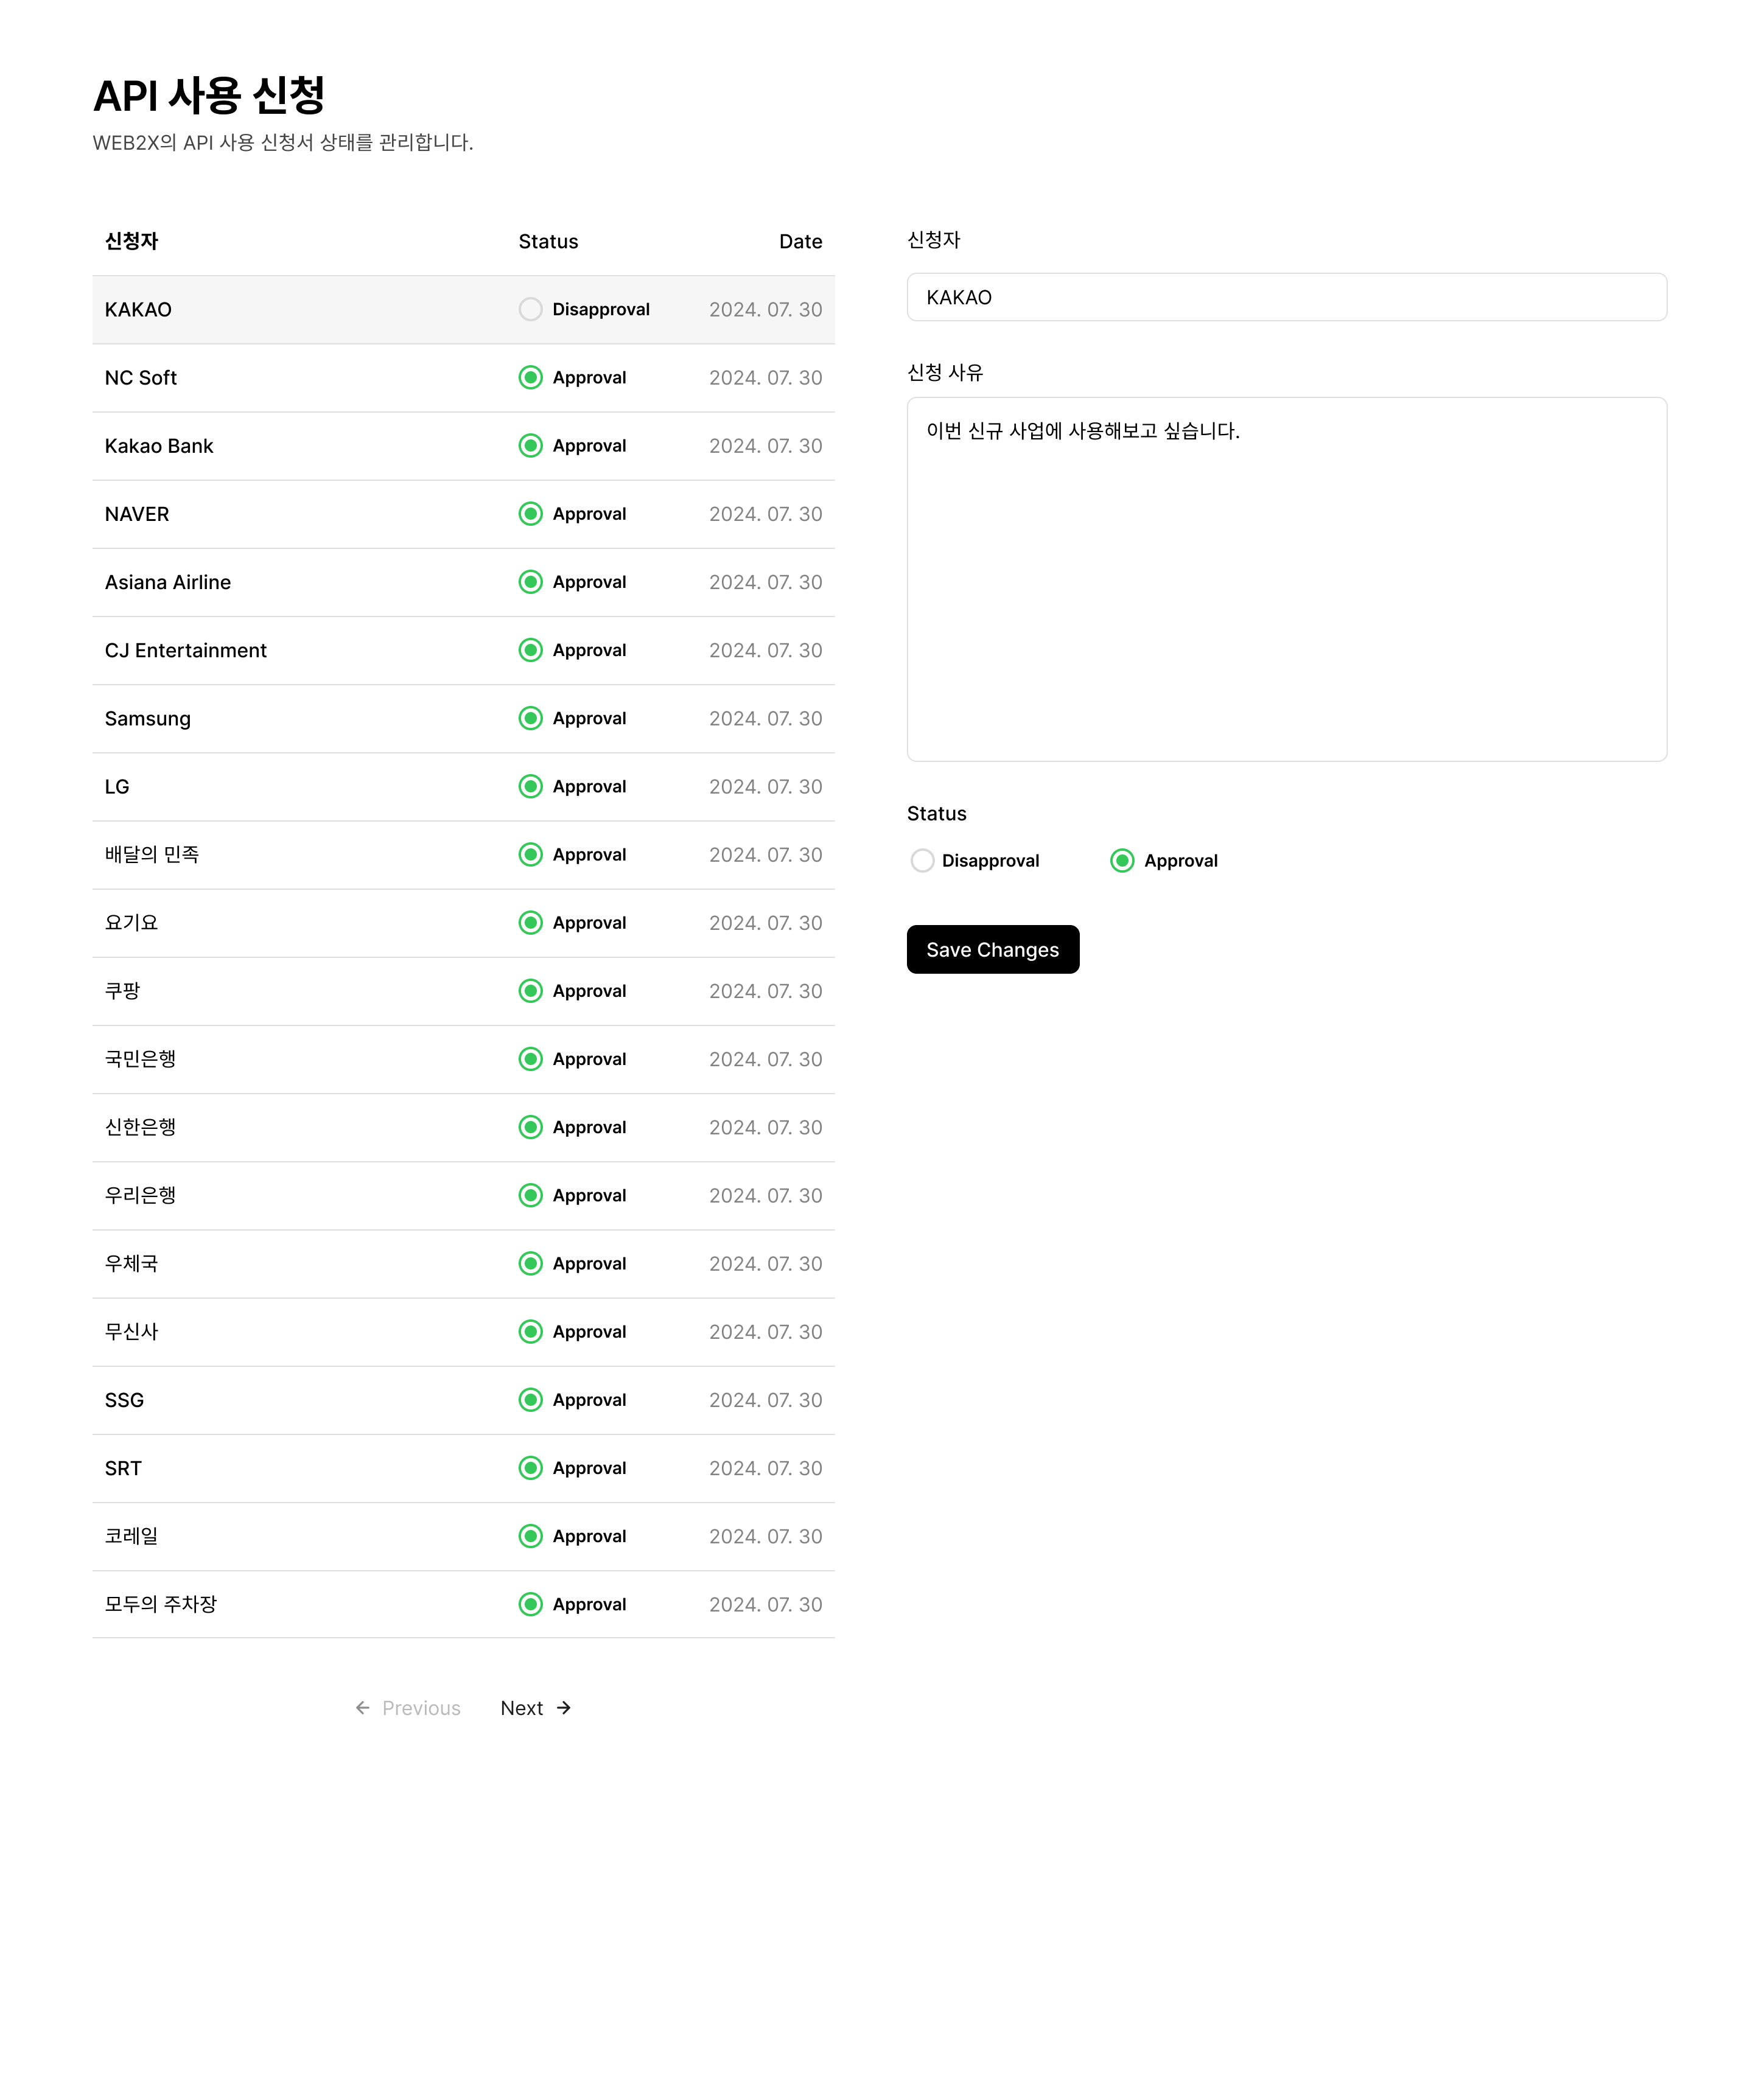 API 사용 신청
WEB2X의 API 사용 신청서 상태를 관리합니다.
신청자 Status Date
KAKAO Disapproval 2024. 07. 30
NC Soft Approval 2024. 07. 30
Kakao Bank Approval 2024. 07. 30
NAVER Approval 2024. 07. 30
Asiana Airline Approval 2024. 07. 30
CJ Entertainment Approval 2024. 07. 30
Samsung Approval 2024. 07. 30
LG Approval 2024. 07. 30
배달의 민족 Approval 2024. 07. 30
요기요 Approval 2024. 07. 30
쿠팡 Approval 2024. 07. 30
국민은행 Approval 2024. 07. 30
신한은행 Approval 2024. 07. 30
우리은행 Approval 2024. 07. 30
우체국 Approval 2024. 07. 30
무신사 Approval 2024. 07. 30
SSG Approval 2024. 07. 30
SRT Approval 2024. 07. 30
코레일 Approval 2024. 07. 30
모두의 주차장 Approval 2024. 07. 30
Previous Next
신청자
KAKAO
신청 사유
이번 신규 사업에 사용해보고 싶습니다.
Status
Disapproval Approval
Save Changes